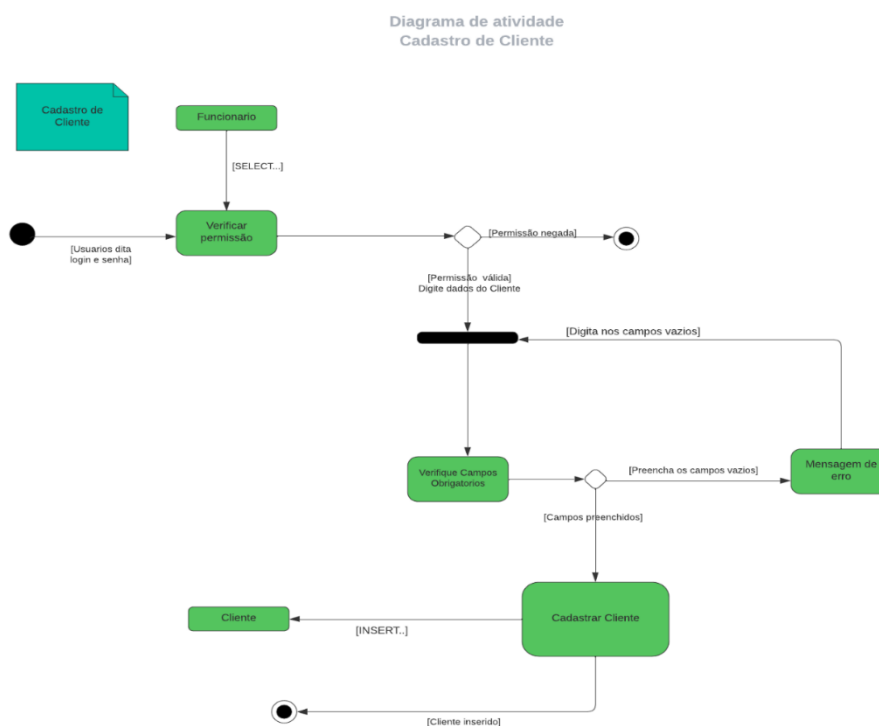 Diagrama de atividade
Cadastro de Cliente
Cadastro de
Cliente
Funcionario
[SELECT...]
Verificar
permissão
[Usuarios dita
login e senha]
[Permissão negada]
[Permissão válida]
Digite dados do Cliente
[Digita nos campos vazios]
Verifique Campos
Obrigatorios
[Preencha os campos vazios]
Mensagem de
erro
[Campos preenchidos]
Cadastrar Cliente
Cliente
[INSERT..]
[Cliente inserido]